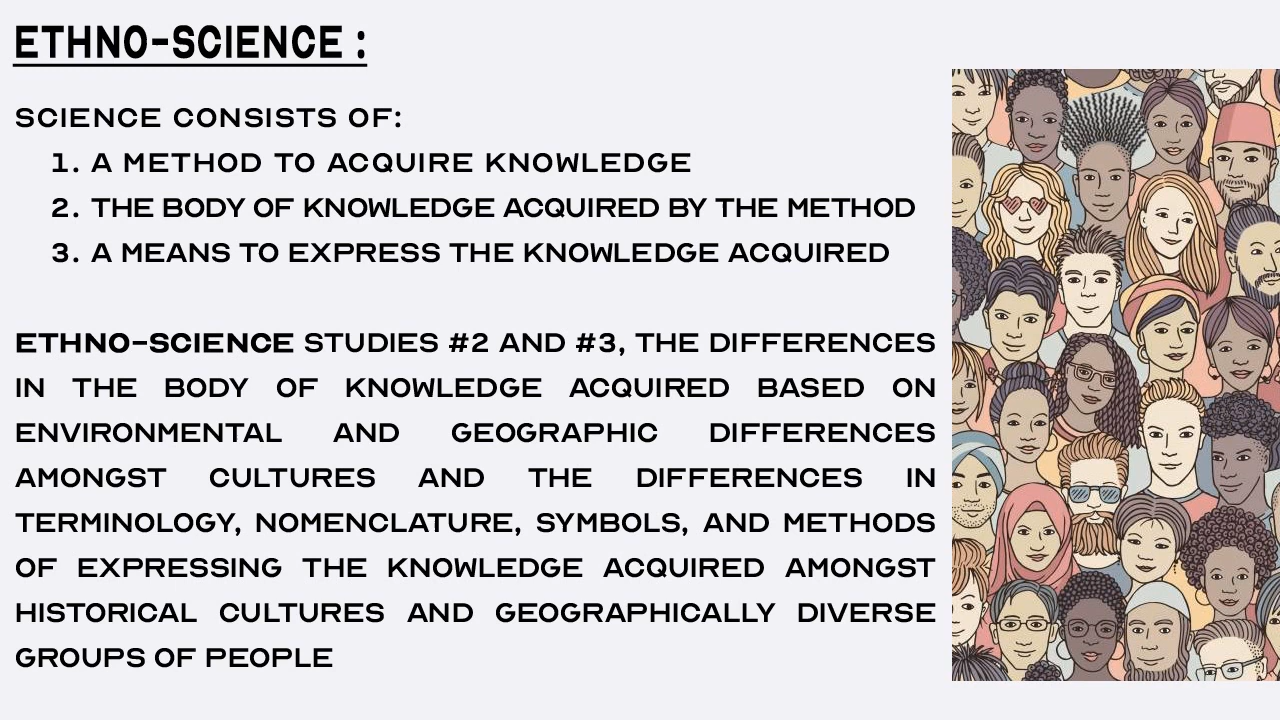 ETHNO-SCIENCE :
SCIENCE CONSISTS OF:
1. A METHOD TO ACQUIRE KNOWLEDGE
2. THE BODY OF KNOWLEDGE ACQUIRED BY THE METHOD
3. A MEANS TO EXPRESS THE KNOWLEDGE ACQUIRED
ETHNO-SCIENCE STUDIES #2 AND #3, THE DIFFERENCES
IN THE BODY OF KNOWLEDGE ACQUIRED BASED ON
ENVIRONMENTAL AND GEOGRAPHIC DIFFERENCES
AMONGST CULTURES AND THE DIFFERENCES IN
TERMINOLOGY, NOMENCLATURE, SYMBOLS, AND METHODS
OF EXPRESSING THE KNOWLEDGE ACQUIRED AMONGST
HISTORICAL CULTURES AND GEOGRAPHICALLY DIVERSE
GROUPS OF PEOPLE